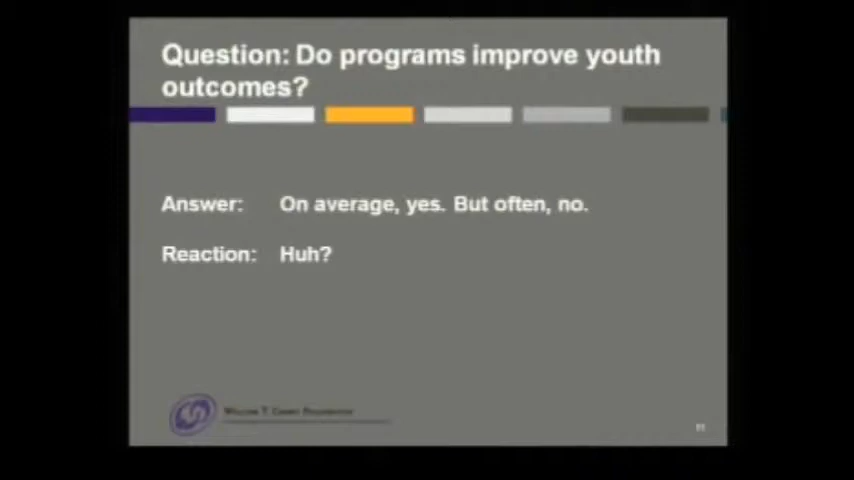 Question: Do programs improve youth
outcomes?
Answer: On average, yes. But often, no.
Reaction: Huh?